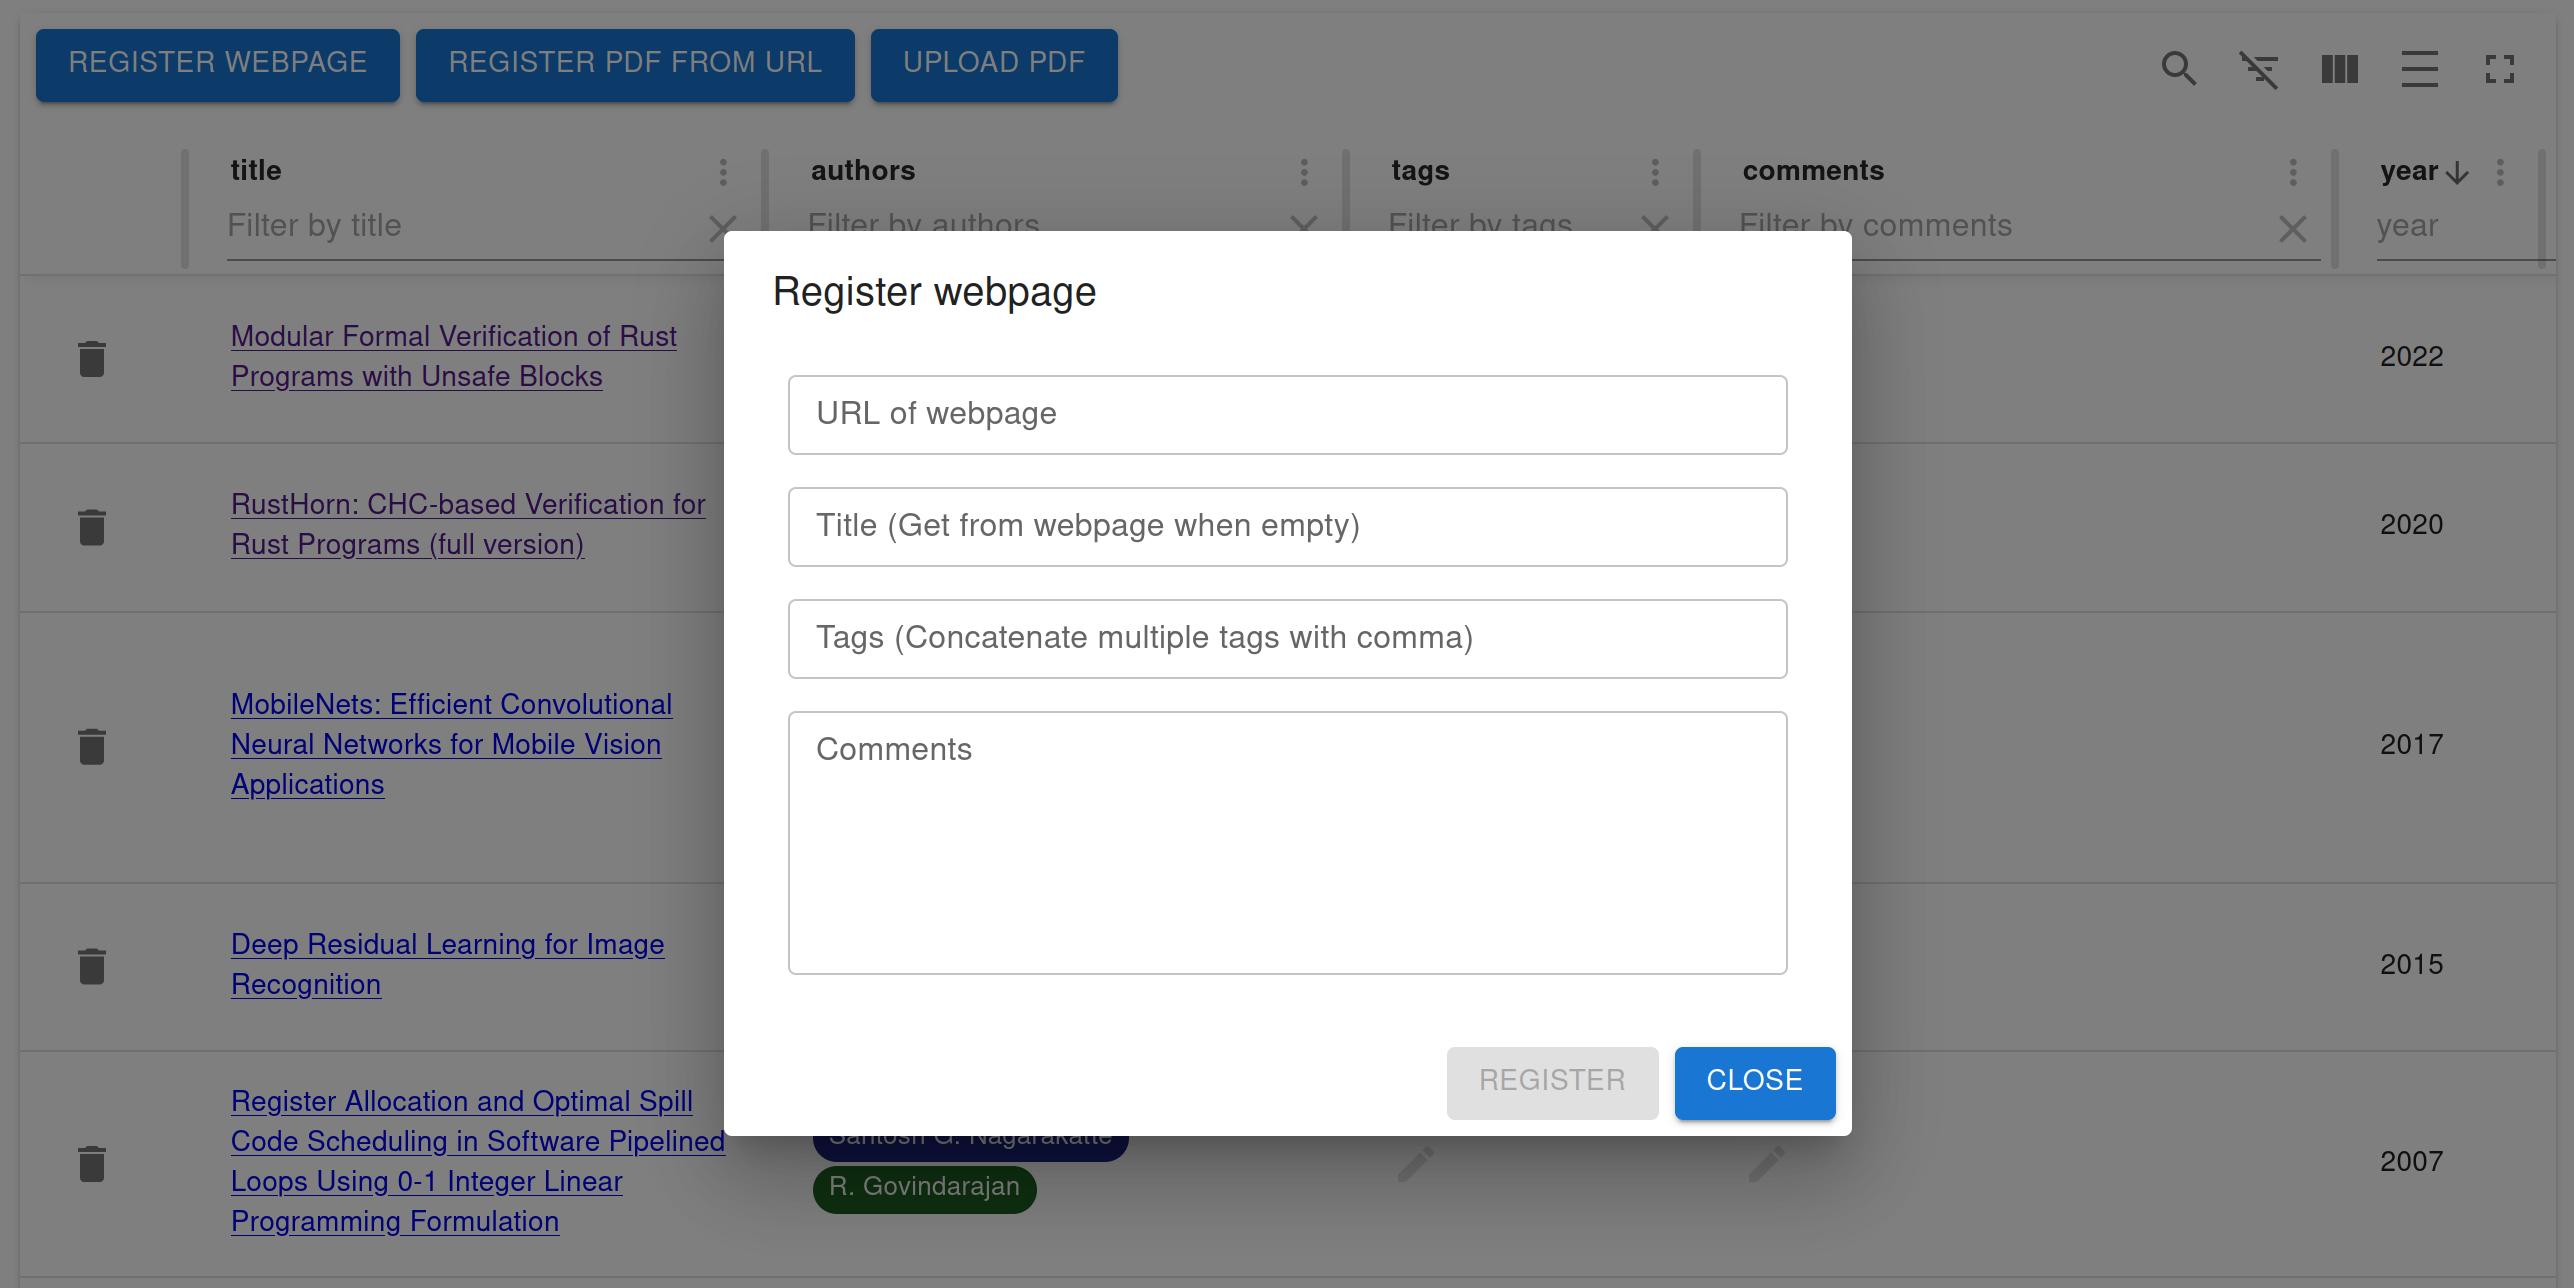 REGISTER WEBPAGE REGISTER PDF FROM URL UPLOAD PDF
title authors tags comments year
Filter by title Filter by authors Filter by tags Filter by comments year
Register webpage
URL of webpage
Title (Get from webpage when empty)
Tags (Concatenate multiple tags with comma)
Comments
REGISTER CLOSE
Modular Formal Verification of Rust
Programs with Unsafe Blocks
2022
RustHorn: CHC-based Verification for
Rust Programs (full version)
2020
MobileNets: Efficient Convolutional
Neural Networks for Mobile Vision
Applications
2017
Deep Residual Learning for Image
Recognition
2015
Register Allocation and Optimal Spill
Code Scheduling in Software Pipelined
Loops Using 0-1 Integer Linear
Programming Formulation
Santosh G. Nagarakatte
R. Govindarajan
2007